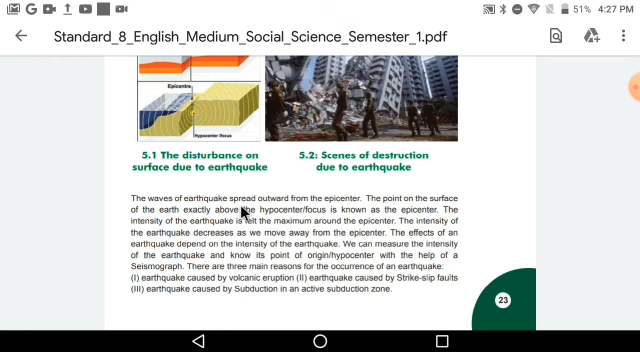 51% 4:27 PM
Standard_8_English_Medium_Social_Science_Semester_1.pdf
Epicentre
Hypocenter /focus
5.1 The disturbance on
surface due to earthquake
5.2: Scenes of destruction
due to earthquake
The waves of earthquake spread outward from the epicenter. The point on the surface
of the earth exactly above the hypocenter/focus is known as the epicenter. The
intensity of the earthquake is felt the maximum around the epicenter. The intensity of
the earthquake decreases as we move away from the epicenter. The effects of an
earthquake depend on the intensity of the earthquake. We can measure the intensity
of the earthquake and know its point of origin/hypocenter with the help of a
Seismograph. There are three main reasons for the occurrence of an earthquake:
(I) earthquake caused by volcanic eruption (II) earthquake caused by Strike-slip faults
(III) earthquake caused by Subduction in an active subduction zone.
23